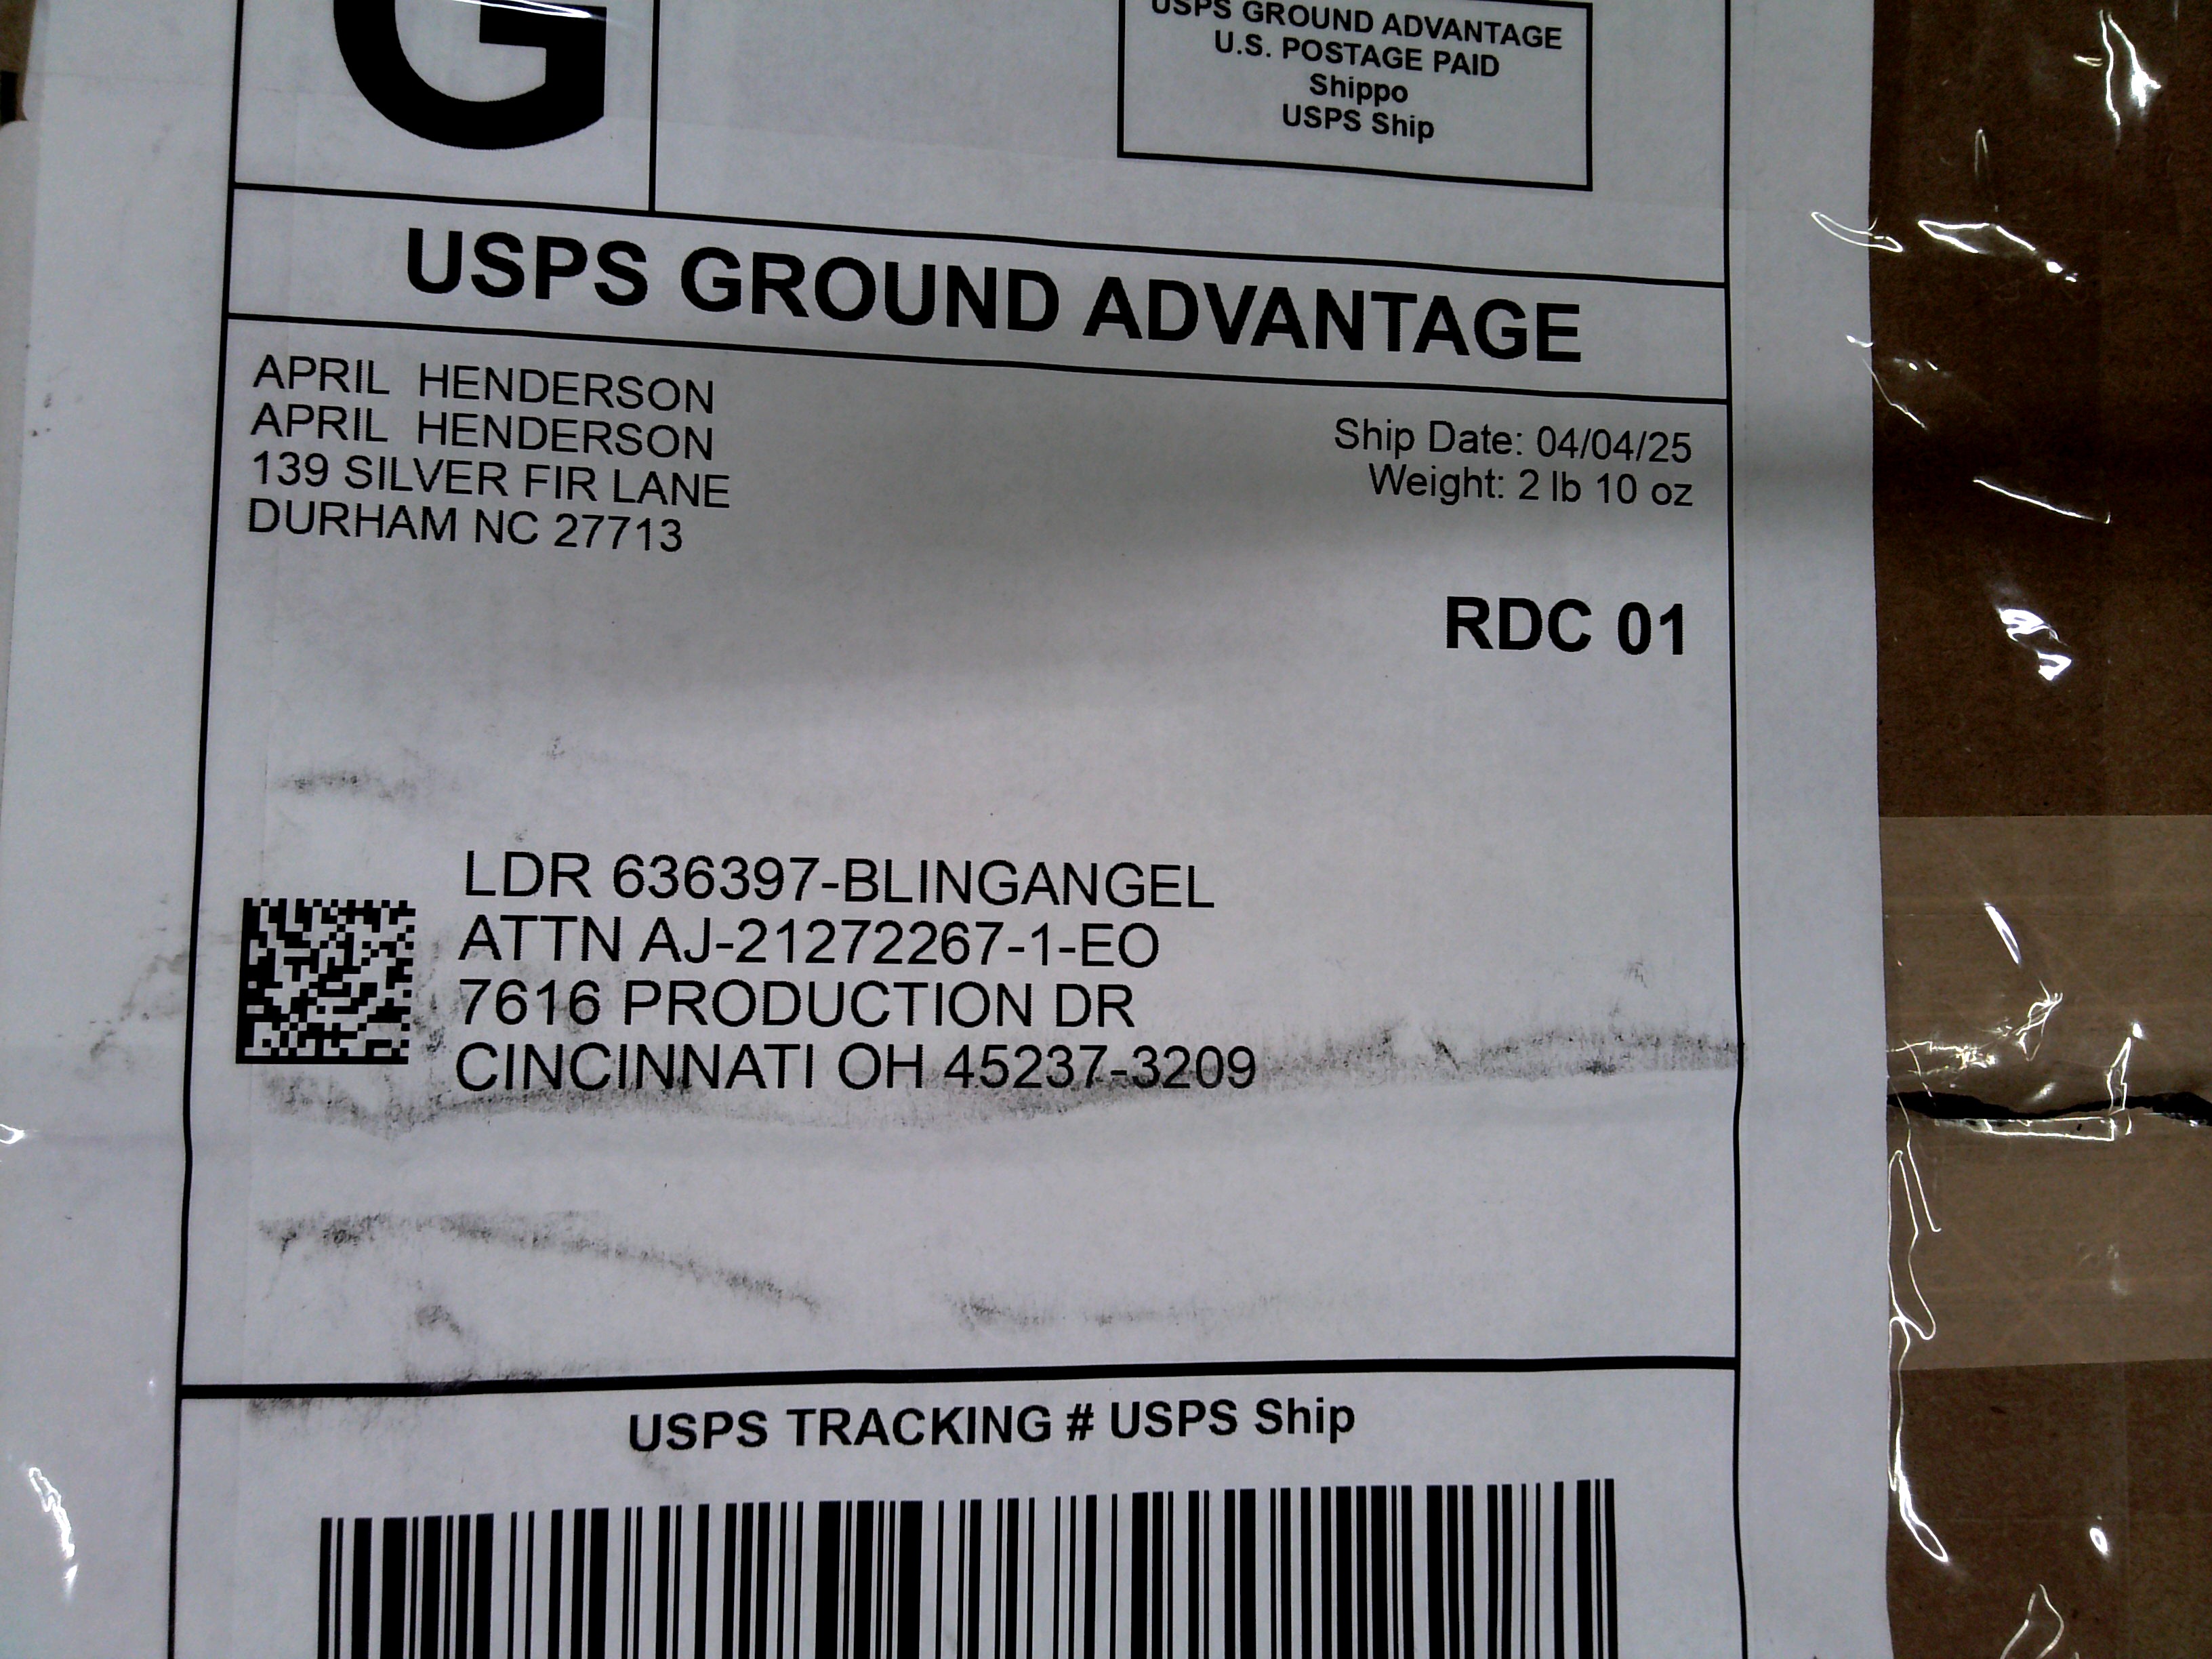 G
USPS GROUND ADVANTAGE
U.S. POSTAGE PAID
Shippo
USPS Ship
USPS GROUND ADVANTAGE
APRIL  HENDERSON
APRIL  HENDERSON
139 SILVER FIR LANE
DURHAM NC 27713
Ship Date: 04/04/25
Weight: 2 lb 10 oz
RDC 01
LDR 636397-BLINGANGEL
ATTN AJ-21272267-1-EO
7616 PRODUCTION DR
CINCINNATI OH 45237-3209
USPS TRACKING # USPS Ship